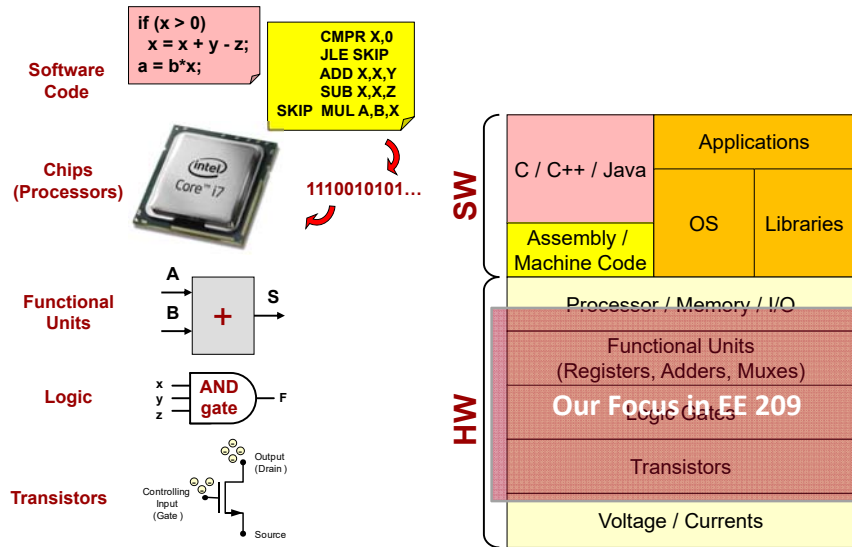 if (x > 0)
x = x + y - z;
a = b*x;
CMPR X,0
JLE SKIP
ADD X,X,Y
SUB X,X,Z
SKIP MUL A,B,X
Software
Code
Chips
(Processors)
intel
Core™ i7
1110010101…
Functional
Units
A
B
+
S
Logic
x
y
z
AND
gate
F
Transistors
Output
(Drain )
Controlling
Input
(Gate )
Source
-
-
-
-
-
-
-
-
SW
C / C++ / Java
Applications
Assembly /
Machine Code
OS
Libraries
HW
Processor / Memory / I/O
Functional Units
(Registers, Adders, Muxes)
Logic Gates
Our Focus in EE 209
Transistors
Voltage / Currents